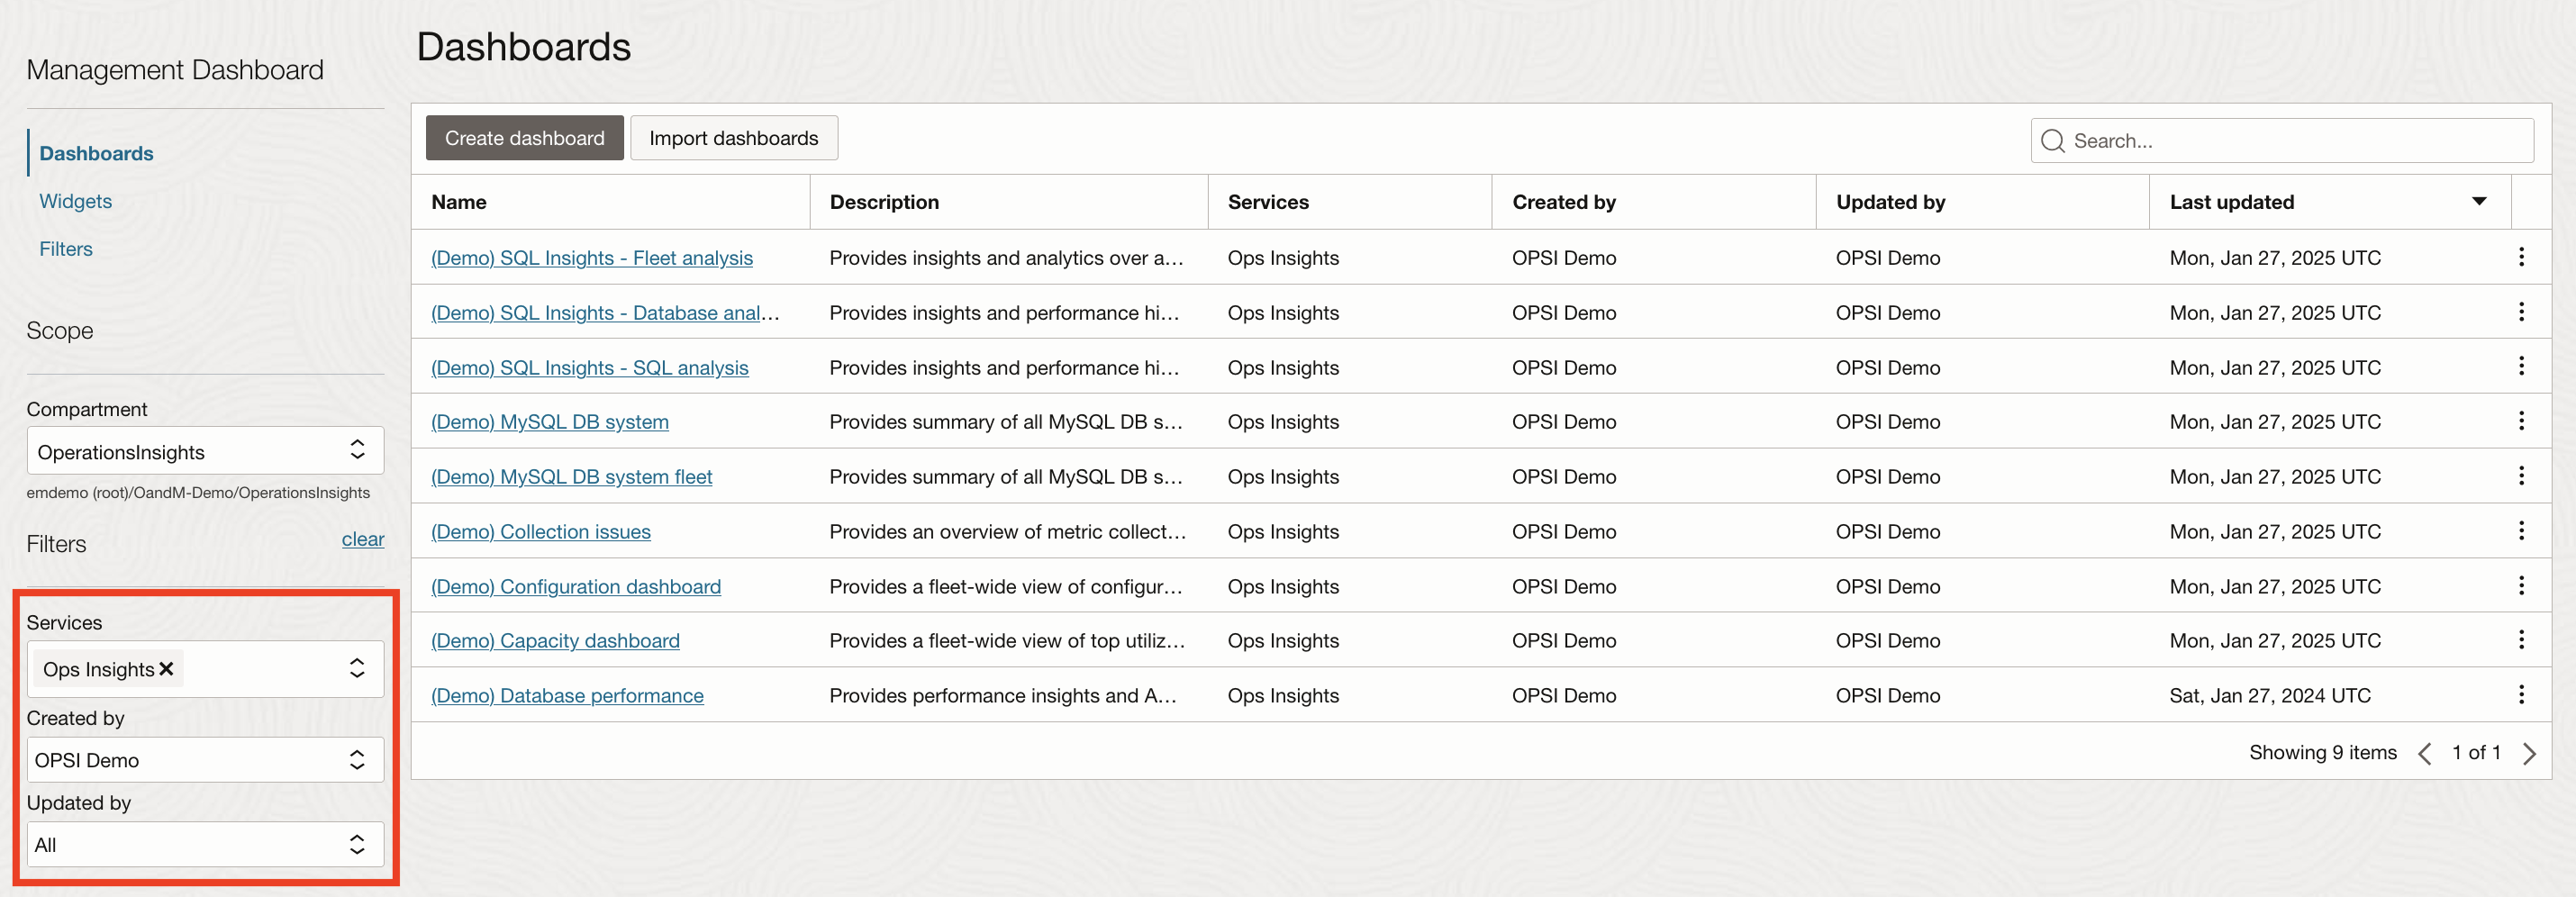 Management Dashboard
Dashboards
Widgets
Filters
Scope
Compartment
OperationsInsights
emdemo (root)/OandM-Demo/OperationsInsights
Filters clear
Services
Ops Insights
Created by
OPSI Demo
Updated by
All
Dashboards
Create dashboard Import dashboards Search...
Name Description Services Created by Updated by Last updated
(Demo) SQL Insights - Fleet analysis Provides insights and analytics over a... Ops Insights OPSI Demo OPSI Demo Mon, Jan 27, 2025 UTC
(Demo) SQL Insights - Database anal... Provides insights and performance hi... Ops Insights OPSI Demo OPSI Demo Mon, Jan 27, 2025 UTC
(Demo) SQL Insights - SQL analysis Provides insights and performance hi... Ops Insights OPSI Demo OPSI Demo Mon, Jan 27, 2025 UTC
(Demo) MySQL DB system Provides summary of all MySQL DB s... Ops Insights OPSI Demo OPSI Demo Mon, Jan 27, 2025 UTC
(Demo) MySQL DB system fleet Provides summary of all MySQL DB s... Ops Insights OPSI Demo OPSI Demo Mon, Jan 27, 2025 UTC
(Demo) Collection issues Provides an overview of metric collect... Ops Insights OPSI Demo OPSI Demo Mon, Jan 27, 2025 UTC
(Demo) Configuration dashboard Provides a fleet-wide view of configur... Ops Insights OPSI Demo OPSI Demo Mon, Jan 27, 2025 UTC
(Demo) Capacity dashboard Provides a fleet-wide view of top utiliz... Ops Insights OPSI Demo OPSI Demo Mon, Jan 27, 2025 UTC
(Demo) Database performance Provides performance insights and A... Ops Insights OPSI Demo OPSI Demo Sat, Jan 27, 2024 UTC
Showing 9 items 1 of 1